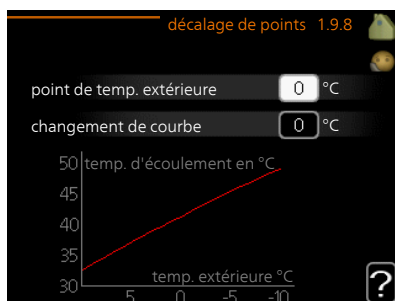 décalage de points 1.9.8
point de temp. extérieure 0 °C
changement de courbe 0 °C
50 temp. d'écoulement en °C
45
40
35
temp. extérieure °C
30
5 0 -5 -10
?